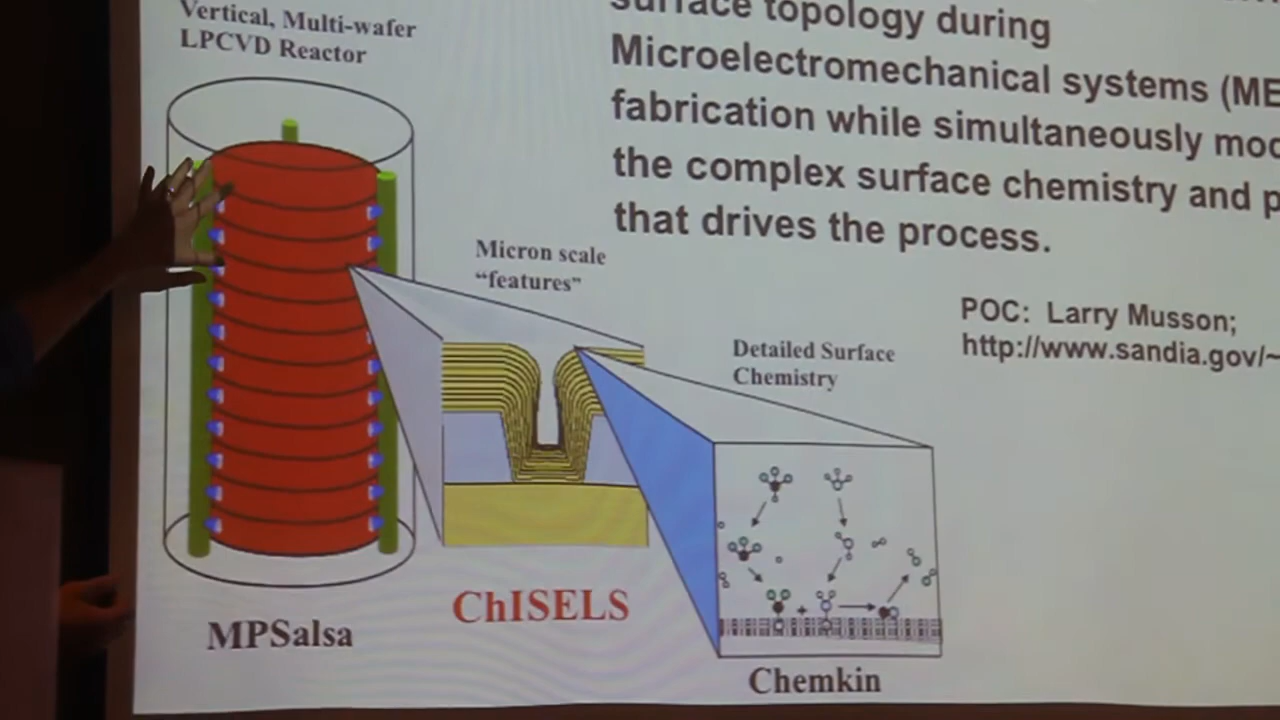 Vertical, Multi-wafer
LPCVD Reactor
surface topology during
Microelectromechanical systems (ME
fabrication while simultaneously mod
the complex surface chemistry and p
that drives the process.
Micron scale
“features”
POC: Larry Musson;
http://www.sandia.gov/~
Detailed Surface
Chemistry
+
ChISELS
MPSalsa
Chemkin